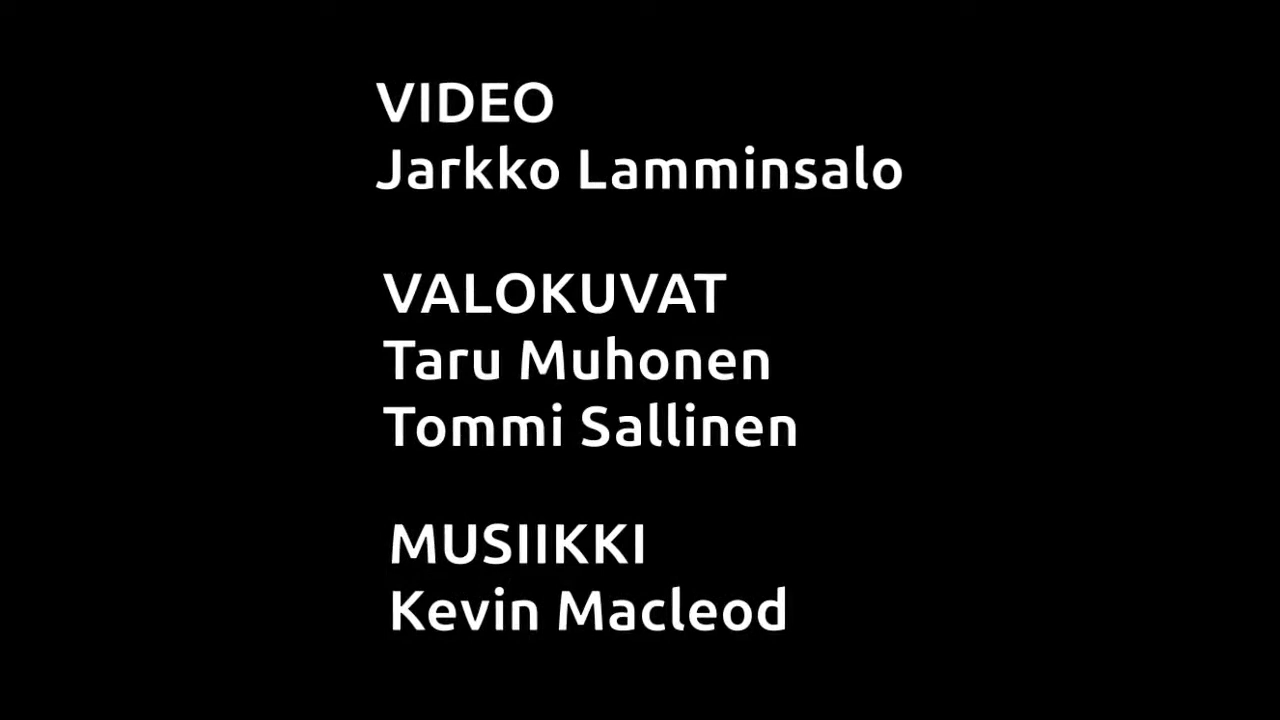 VIDEO
Jarkko Lamminsalo
VALOKUVAT
Taru Muhonen
Tommi Sallinen
MUSIIKKI
Kevin Macleod